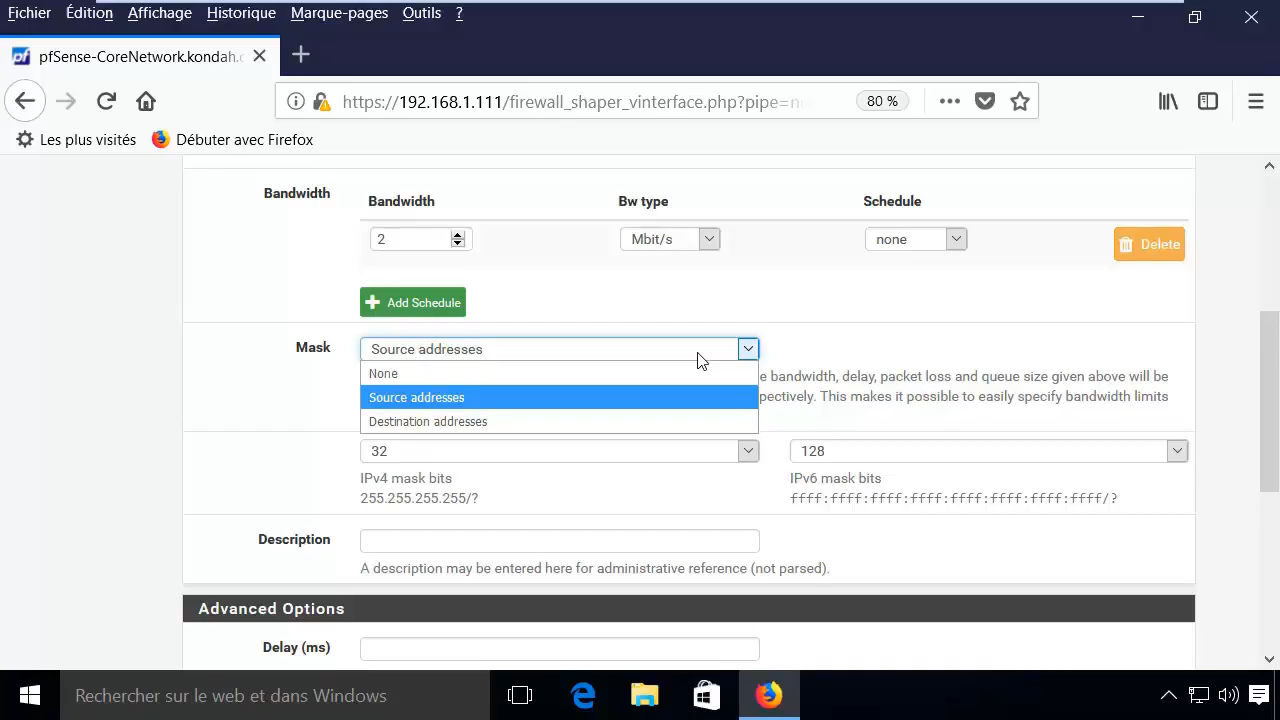 Fichier Édition Affichage Historique Marque-pages Outils ?
pfSense-CoreNetwork.kondah.
https://192.168.1.111/firewall_shaper_vinterface.php?pipe=n
80 %
Les plus visités Débuter avec Firefox
Bandwidth
Bandwidth Bw type Schedule
2 Mbit/s none Delete
Add Schedule
Mask Source addresses
None
Source addresses
Destination addresses
e bandwidth, delay, packet loss and queue size given above will be
pectively. This makes it possible to easily specify bandwidth limits
32 128
IPv4 mask bits IPv6 mask bits
255.255.255.255/? ffff:ffff:ffff:ffff:ffff:ffff:ffff:ffff/?
Description
A description may be entered here for administrative reference (not parsed).
Advanced Options
Delay (ms)
Rechercher sur le web et dans Windows